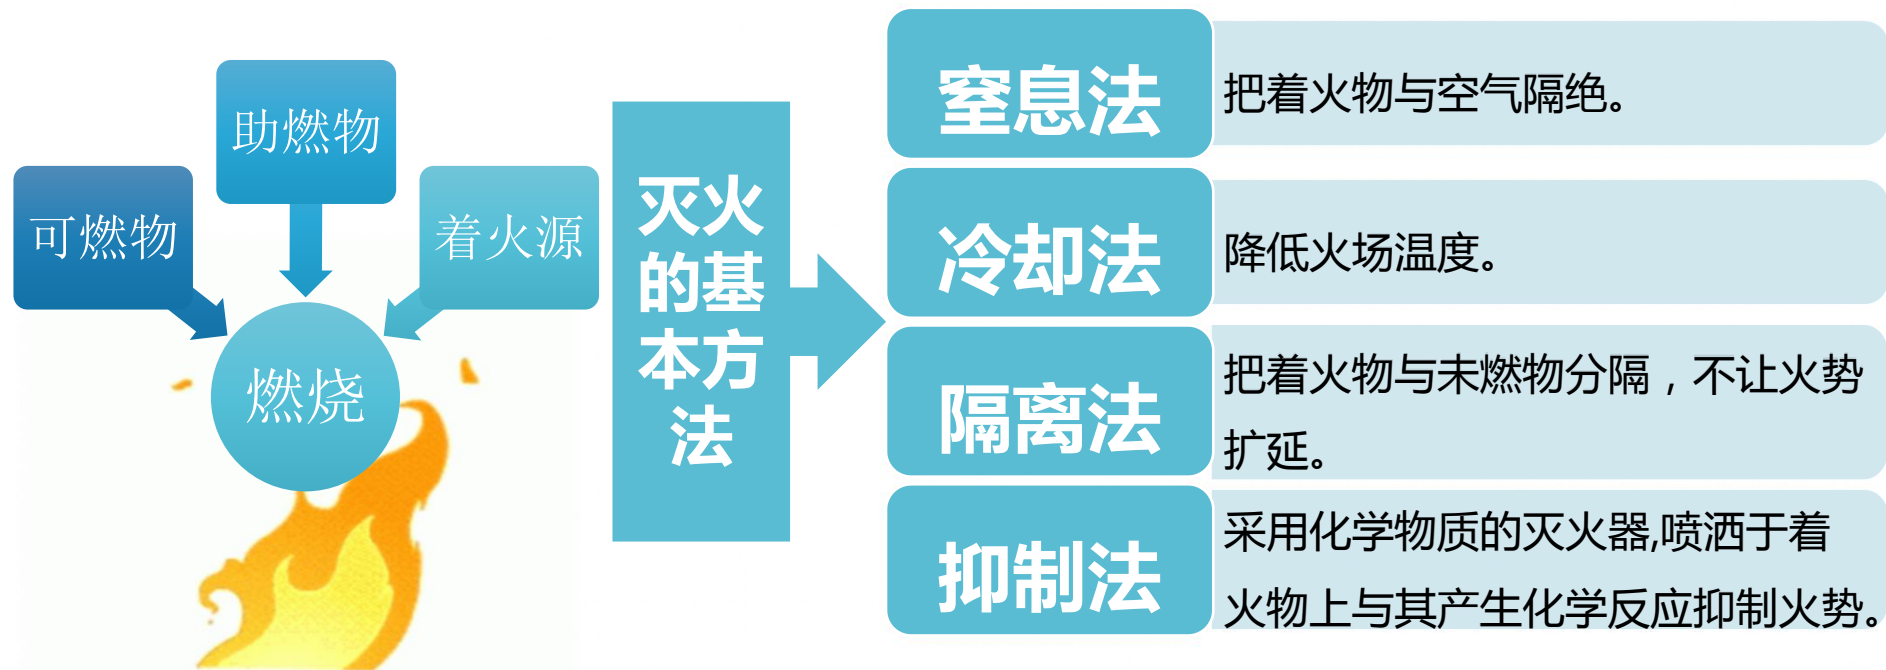 助燃物
可燃物
着火源
燃烧
灭火
的基
本方
法
窒息法
把着火物与空气隔绝。
冷却法
降低火场温度。
隔离法
把着火物与未燃物分隔，不让火势
扩延。
抑制法
采用化学物质的灭火器,喷洒于着
火物上与其产生化学反应抑制火势。